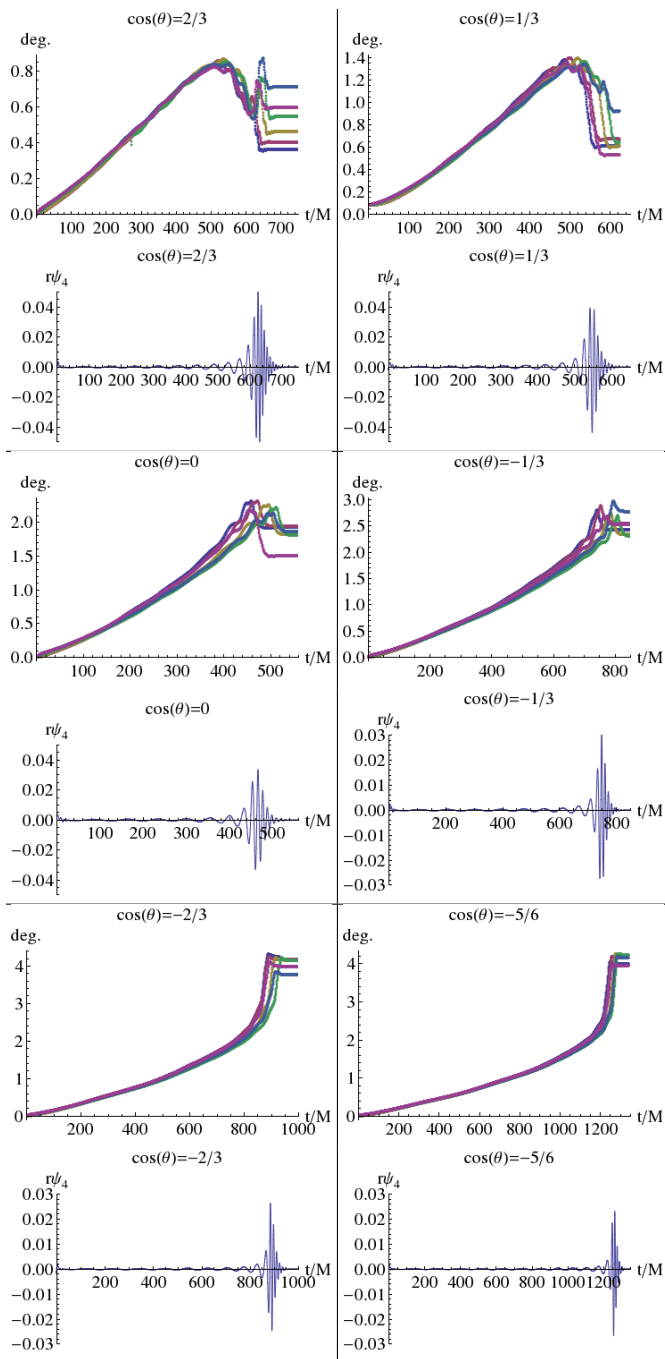 cos(θ)=2/3
deg.
0.8
0.6
0.4
0.2
0.0
100 200 300 400 500 600 700 t/M
cos(θ)=1/3
deg.
1.4
1.2
1.0
0.8
0.6
0.4
0.2
0.0
100 200 300 400 500 600 t/M
cos(θ)=2/3
rψ₄
0.04
0.02
0.00
−0.02
−0.04
100 200 300 400 500 600 700 t/M
cos(θ)=1/3
rψ₄
0.04
0.02
0.00
−0.02
−0.04
100 200 300 400 500 600 t/M
cos(θ)=0
deg.
2.0
1.5
1.0
0.5
0.0
0 100 200 300 400 500 t/M
cos(θ)=−1/3
deg.
3.0
2.5
2.0
1.5
1.0
0.5
0.0
200 400 600 800 t/M
cos(θ)=0
rψ₄
0.04
0.02
0.00
−0.02
−0.04
100 200 300 400 500 t/M
cos(θ)=−1/3
rψ₄
0.03
0.02
0.01
0.00
−0.01
−0.02
−0.03
200 400 600 800 t/M
cos(θ)=−2/3
deg.
4
3
2
1
0
0 200 400 600 800 1000 t/M
cos(θ)=−5/6
deg.
4
3
2
1
0
200 400 600 800 1000 1200 t/M
cos(θ)=−2/3
rψ₄
0.03
0.02
0.01
0.00
−0.01
−0.02
−0.03
200 400 600 800 1000 t/M
cos(θ)=−5/6
rψ₄
0.03
0.02
0.01
0.00
−0.01
−0.02
−0.03
200 400 600 800 1000 1200 t/M